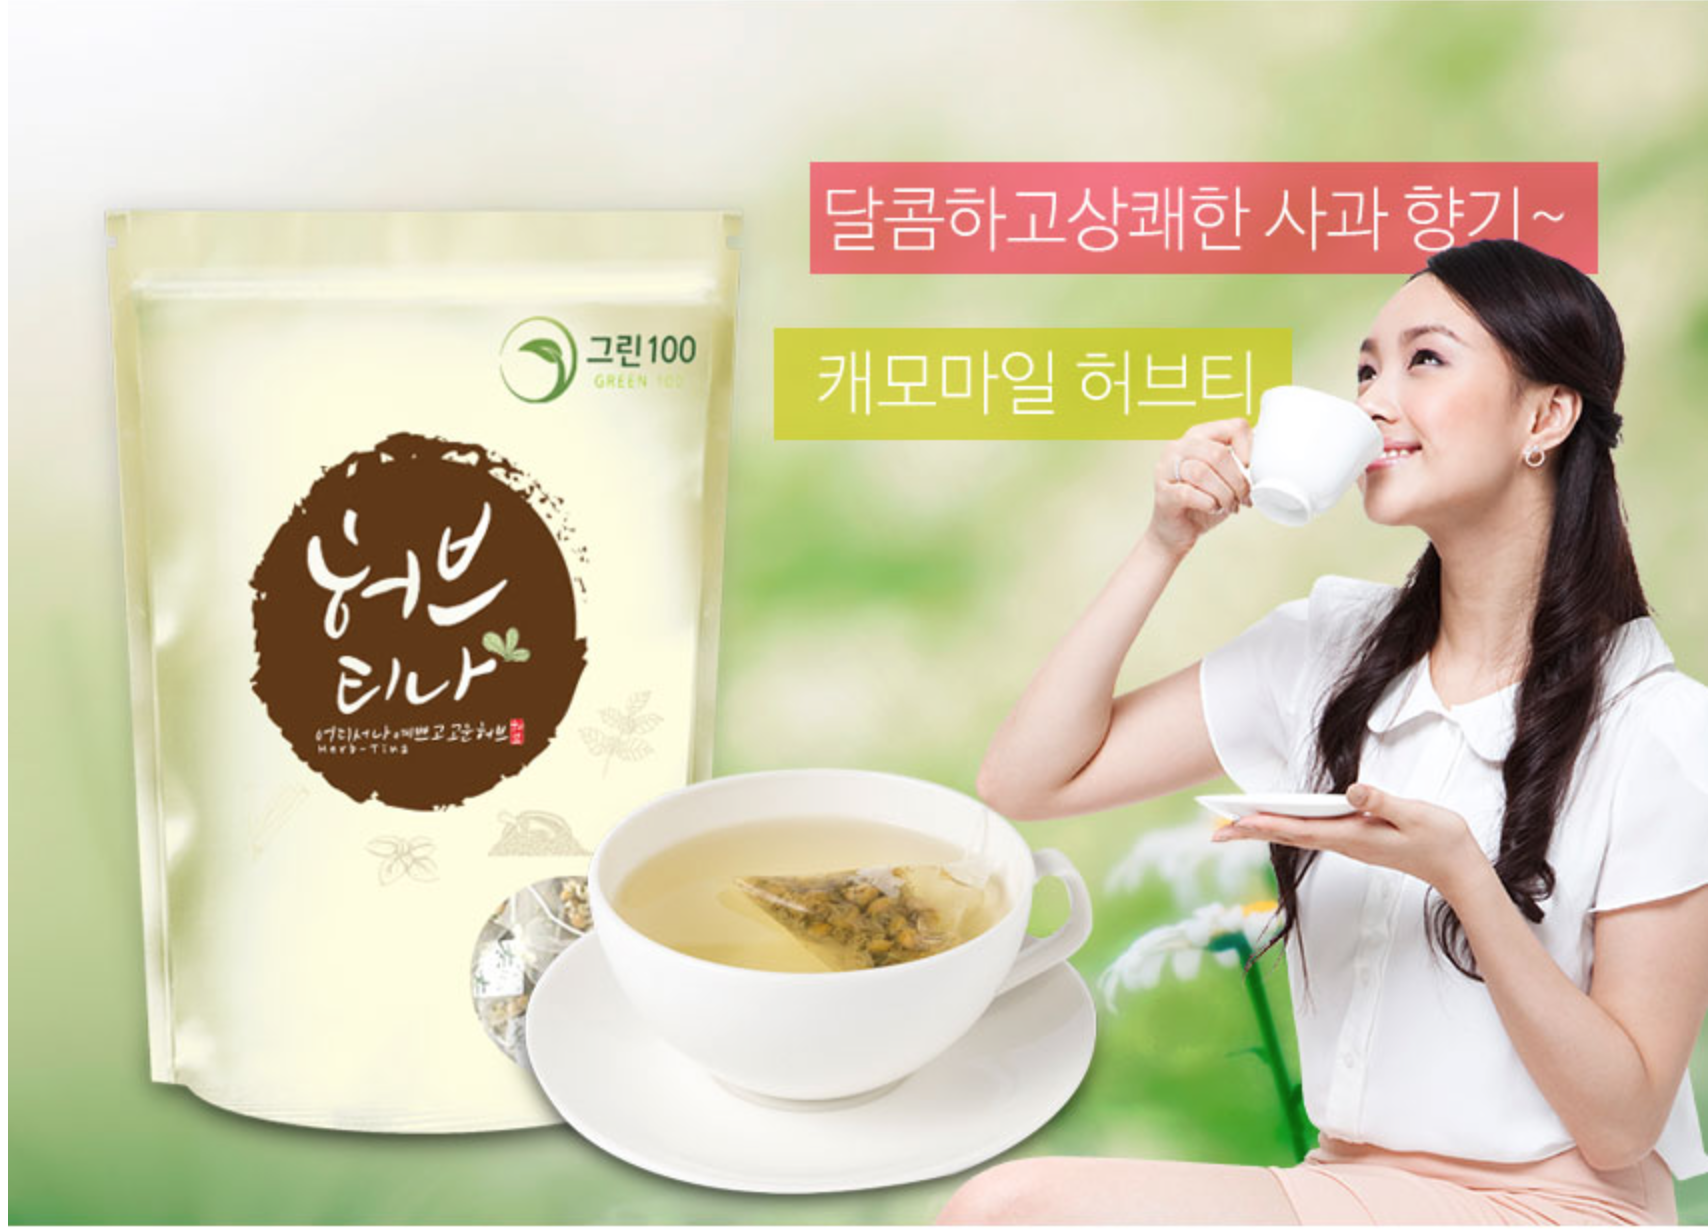 달콤하고상쾌한 사과 향기~
캐모마일 허브티
그린100
GREEN 100
허브
티나
어디서나 예쁘고 고운 허브
Herb-Tina